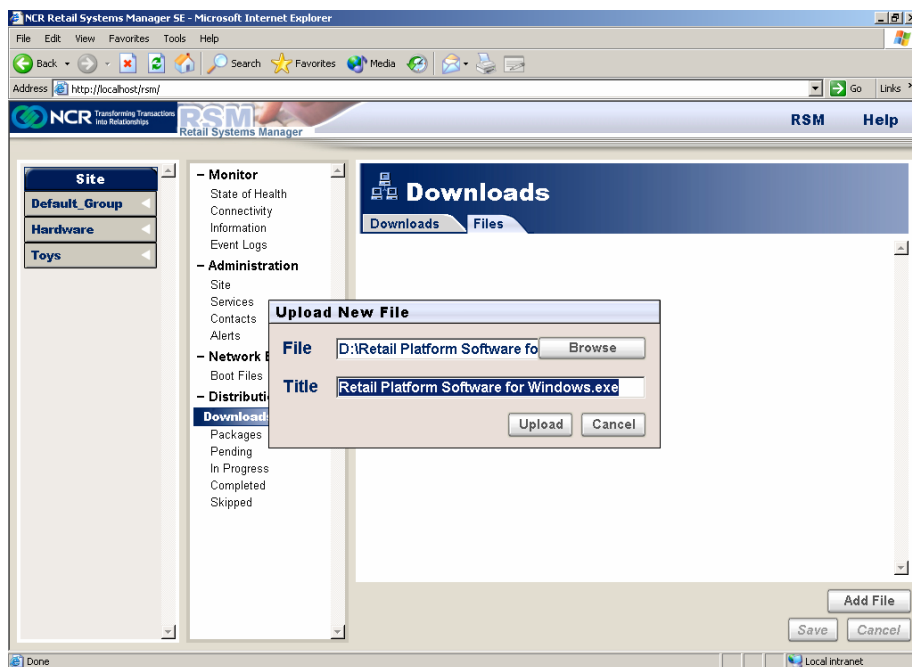 NCR Retail Systems Manager SE - Microsoft Internet Explorer
File Edit View Favorites Tools Help
Back Search Favorites Media
Address http://localhost/rsm/ Go Links
NCR Transforming Transactions into Relationships
RSM
Retail Systems Manager
RSM Help
Site
Default_Group
Hardware
Toys
– Monitor
State of Health
Connectivity
Information
Event Logs
– Administration
Site
Services
Contacts
Alerts
– Network
Boot Files
– Distributi
Download
Packages
Pending
In Progress
Completed
Skipped
Downloads
Downloads Files
Upload New File
File D:\Retail Platform Software fo Browse
Title Retail Platform Software for Windows.exe
Upload Cancel
Add File
Save Cancel
Done Local intranet